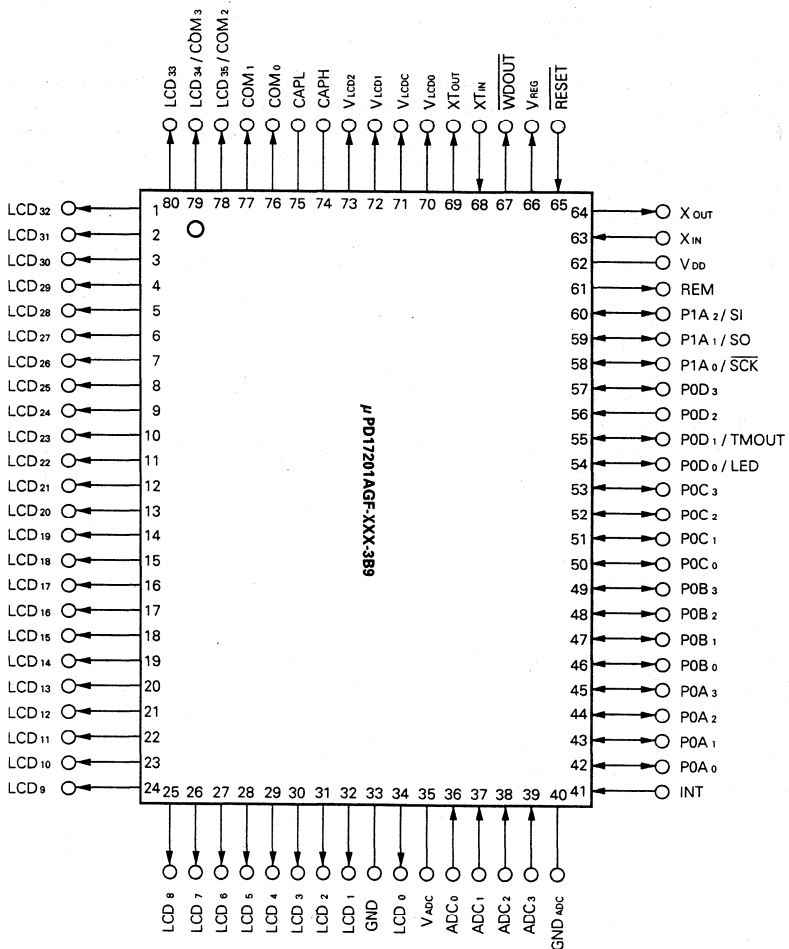 LCD33
LCD34 / COM3
LCD35 / COM2
COM1
COM0
CAPL
CAPH
VLCD2
VLCD1
VLCDC
VLCD0
XTOUT
XTIN
WDOUT
VREG
RESET
80 79 78 77 76 75 74 73 72 71 70 69 68 67 66 65
LCD32 1
LCD31 2
LCD30 3
LCD29 4
LCD28 5
LCD27 6
LCD26 7
LCD25 8
LCD24 9
LCD23 10
LCD22 11
LCD21 12
LCD20 13
LCD19 14
LCD18 15
LCD17 16
LCD16 17
LCD15 18
LCD14 19
LCD13 20
LCD12 21
LCD11 22
LCD10 23
LCD9 24
μPD17201AGF-XXX-3B9
64 XOUT
63 XIN
62 VDD
61 REM
60 P1A2 / SI
59 P1A1 / SO
58 P1A0 / SCK
57 P0D3
56 P0D2
55 P0D1 / TMOUT
54 P0D0 / LED
53 P0C3
52 P0C2
51 P0C1
50 P0C0
49 P0B3
48 P0B2
47 P0B1
46 P0B0
45 P0A3
44 P0A2
43 P0A1
42 P0A0
41 INT
25 26 27 28 29 30 31 32 33 34 35 36 37 38 39 40
LCD8
LCD7
LCD6
LCD5
LCD4
LCD3
LCD2
LCD1
GND
LCD0
VADC
ADC0
ADC1
ADC2
ADC3
GNDADC